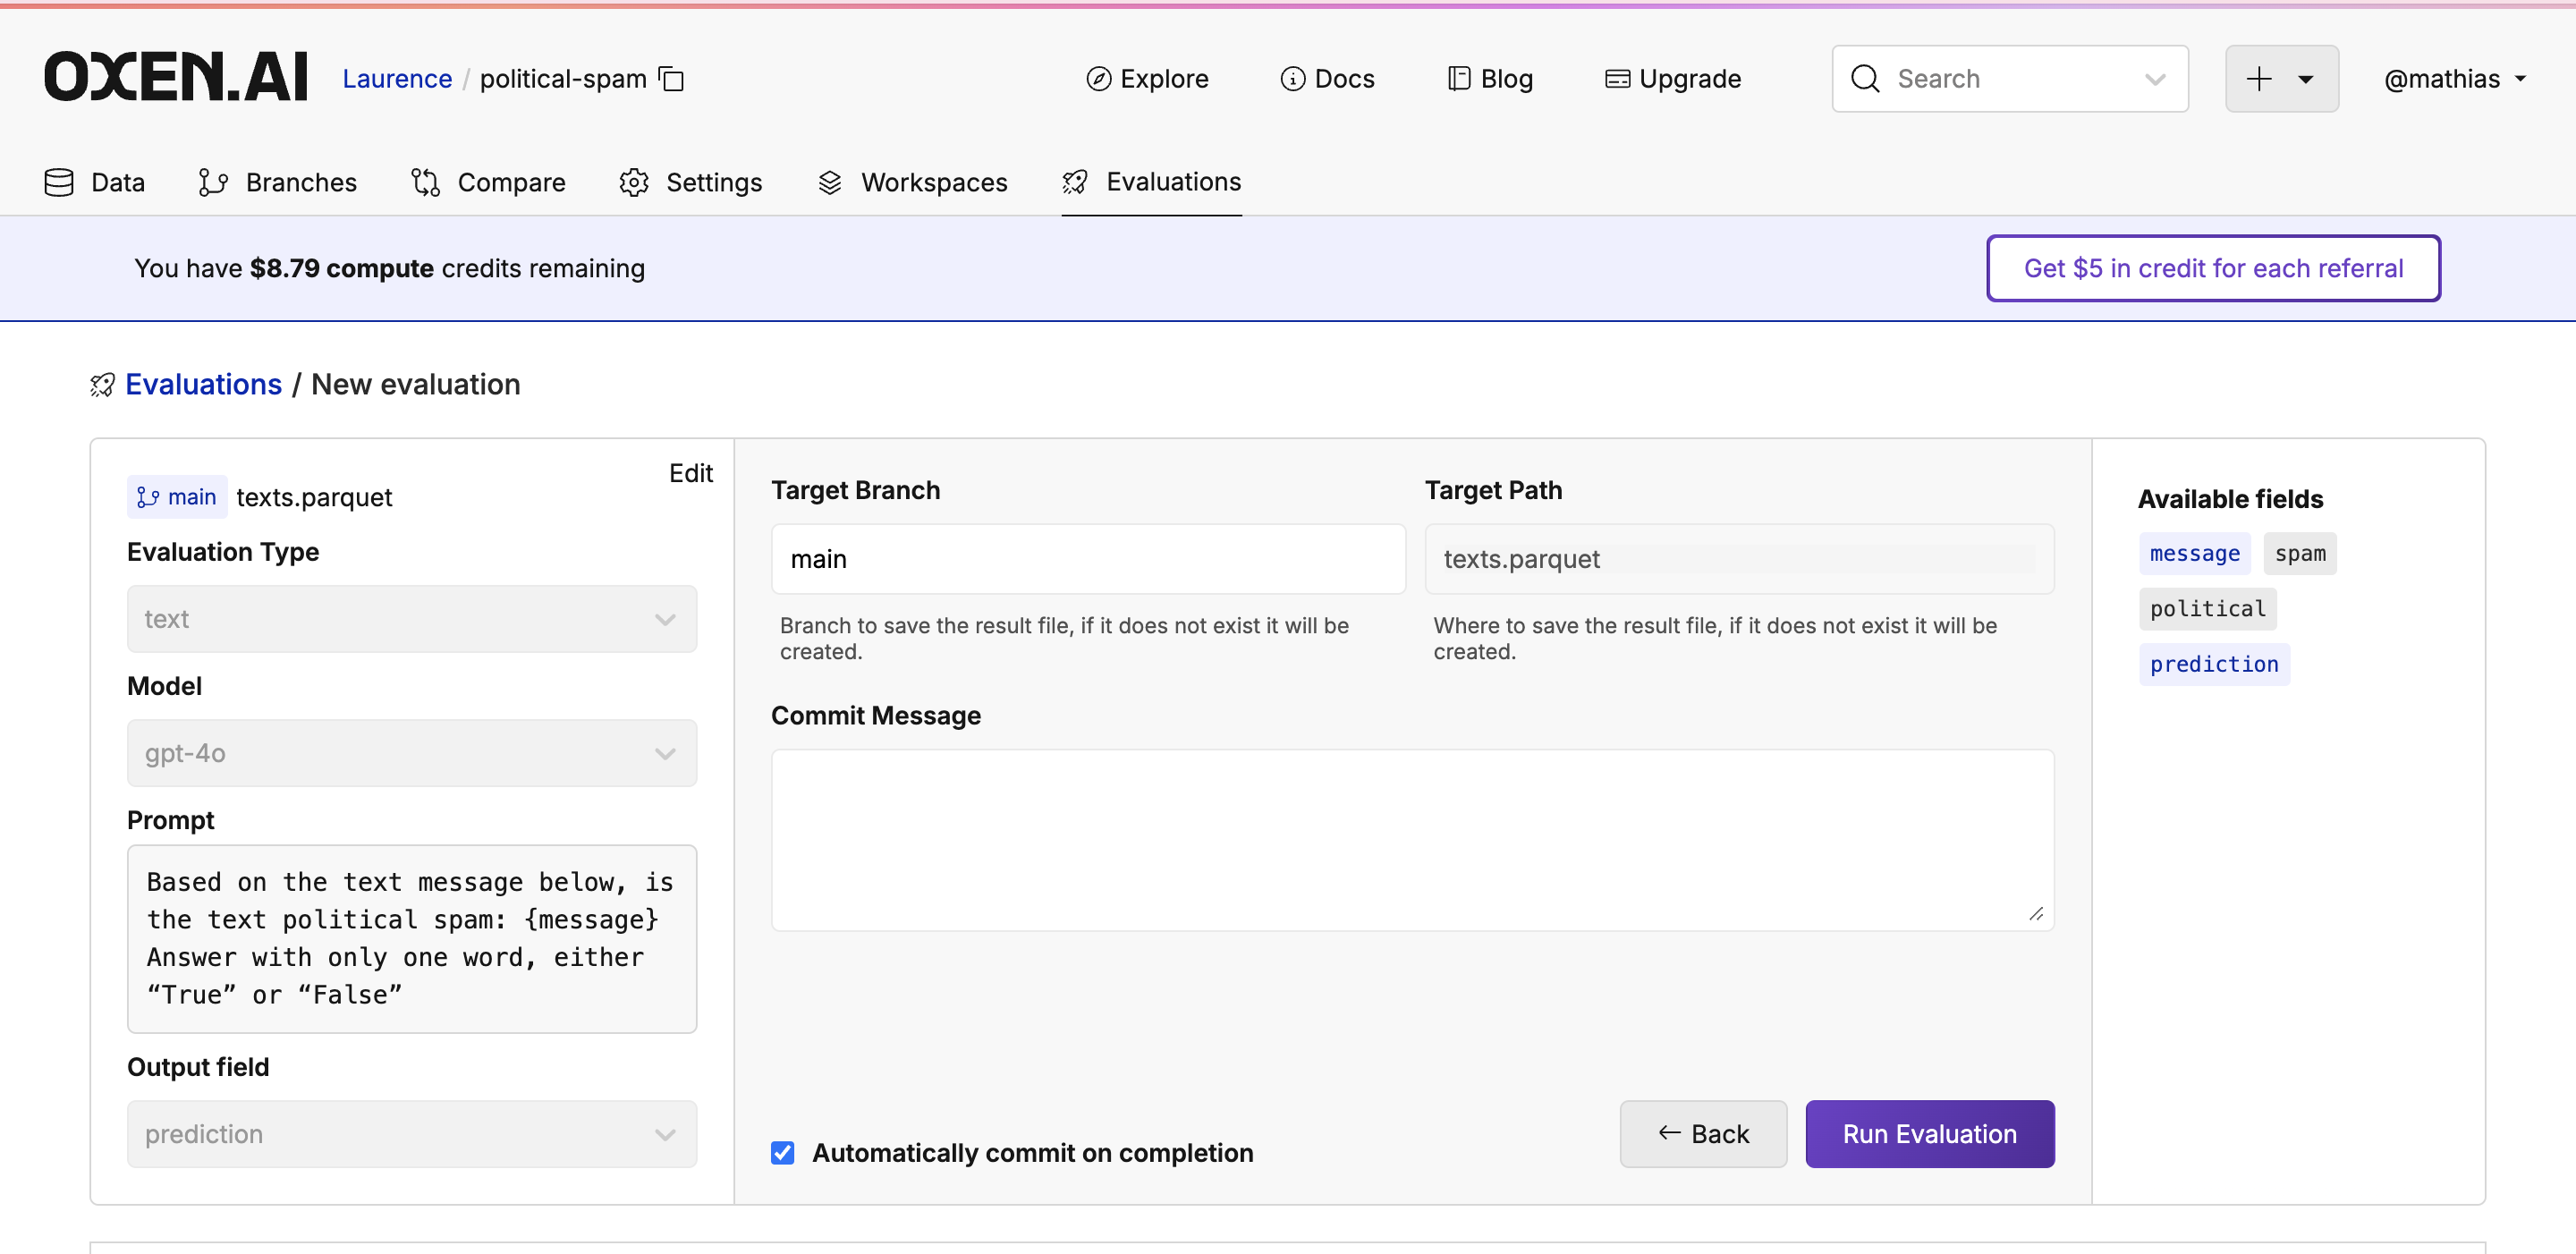 OXEN.AI Laurence / political-spam Explore Docs Blog Upgrade Search @mathias
Data Branches Compare Settings Workspaces Evaluations
You have $8.79 compute credits remaining Get $5 in credit for each referral
Evaluations / New evaluation
Edit
main texts.parquet
Evaluation Type
text
Model
gpt-4o
Prompt
Based on the text message below, is
the text political spam: {message}
Answer with only one word, either
“True” or “False”
Output field
prediction
Target Branch
main
Branch to save the result file, if it does not exist it will be
created.
Target Path
texts.parquet
Where to save the result file, if it does not exist it will be
created.
Commit Message
Automatically commit on completion
← Back
Run Evaluation
Available fields
message spam
political
prediction